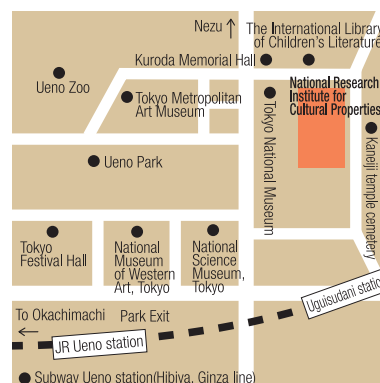 Nezu
The International Library
of Children's Literature
Kuroda Memorial Hall
Ueno Zoo
Tokyo Metropolitan
Art Museum
National Research
Institute for
Cultural Properties
Tokyo National Museum
Kaneiji temple cemetery
Ueno Park
Tokyo
Festival Hall
National
Museum
of Western
Art, Tokyo
National
Science
Museum,
Tokyo
Uguisudani station
To Okachimachi
Park Exit
JR Ueno station
Subway Ueno station(Hibiya, Ginza line)